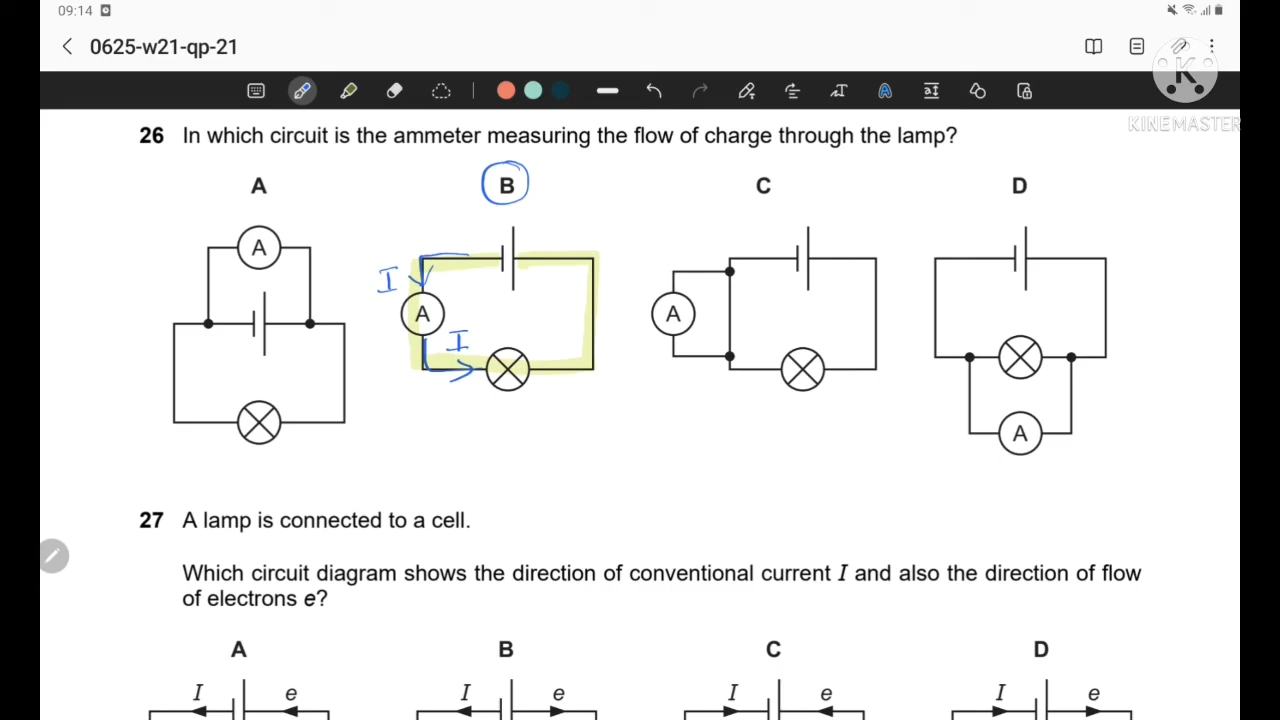 09:14
0625-w21-qp-21
KINEMASTER
26 In which circuit is the ammeter measuring the flow of charge through the lamp?
A B C D
A
I
A A
I
A
27 A lamp is connected to a cell.
Which circuit diagram shows the direction of conventional current I and also the direction of flow
of electrons e?
A B C D
I e I e I e I e